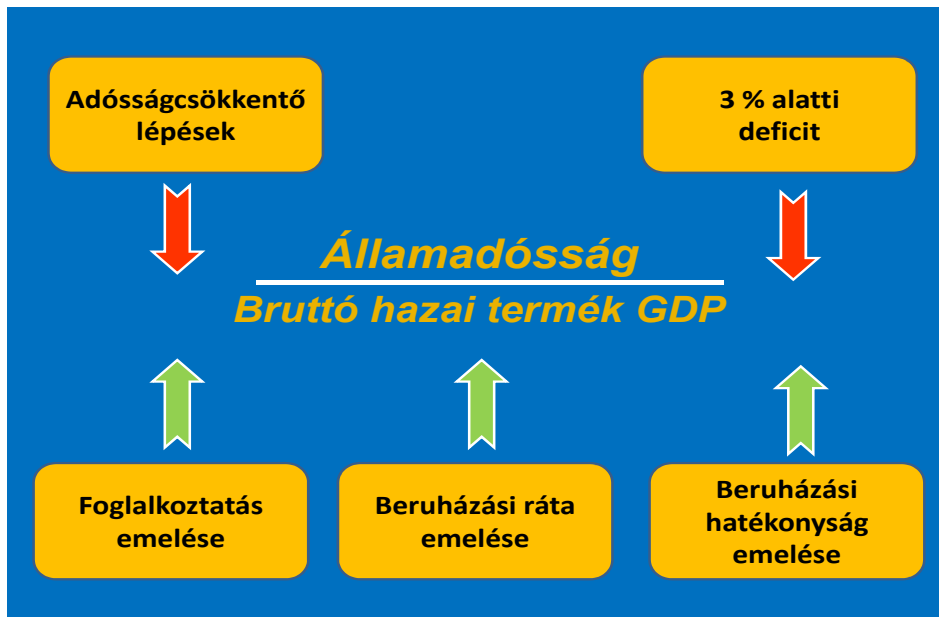 Adósságcsökkentő
lépések
3 % alatti
deficit
Államadósság
Bruttó hazai termék GDP
Foglalkoztatás
emelése
Beruházási ráta
emelése
Beruházási
hatékonyság
emelése